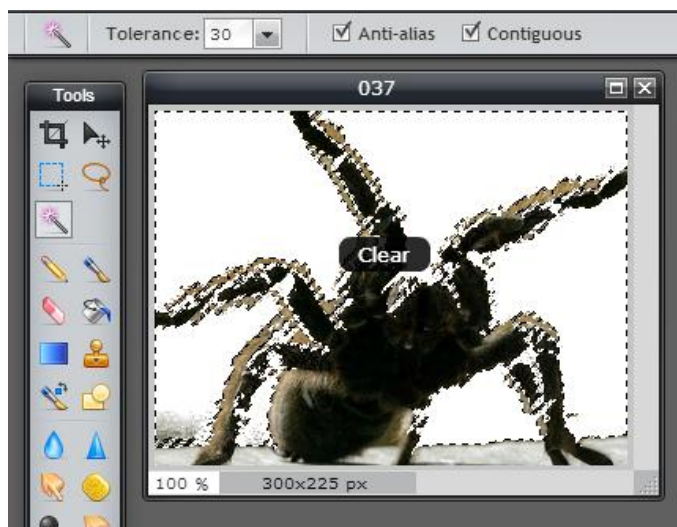 Tolerance: 30 Anti-alias Contiguous
Tools
037
Clear
100 % 300x225 px